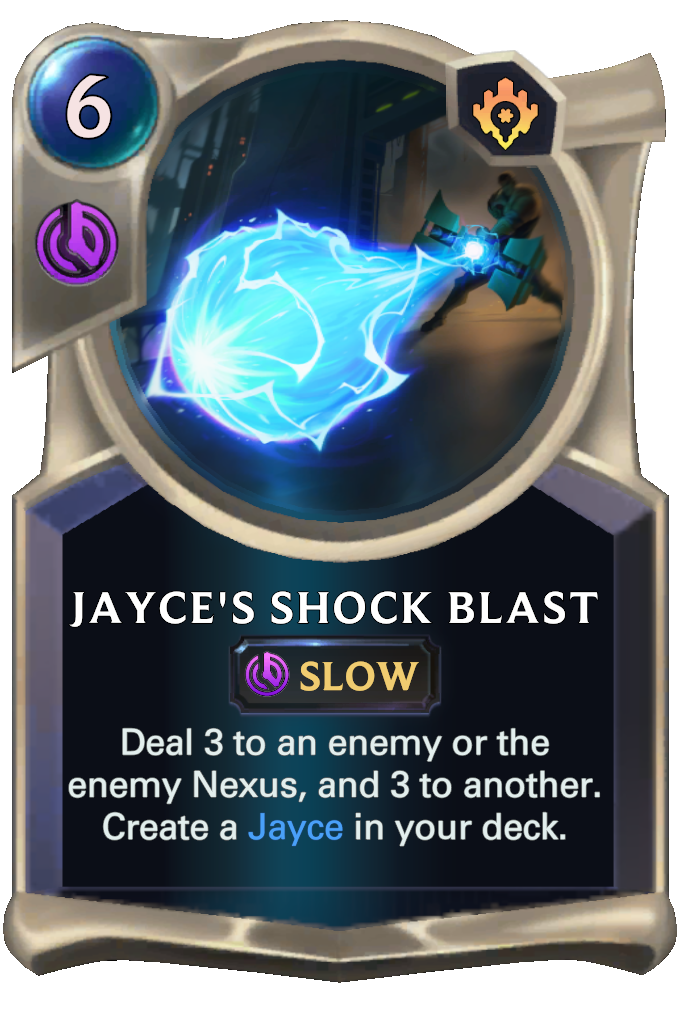 6
JAYCE'S SHOCK BLAST
SLOW
Deal 3 to an enemy or the
enemy Nexus, and 3 to another.
Create a Jayce in your deck.